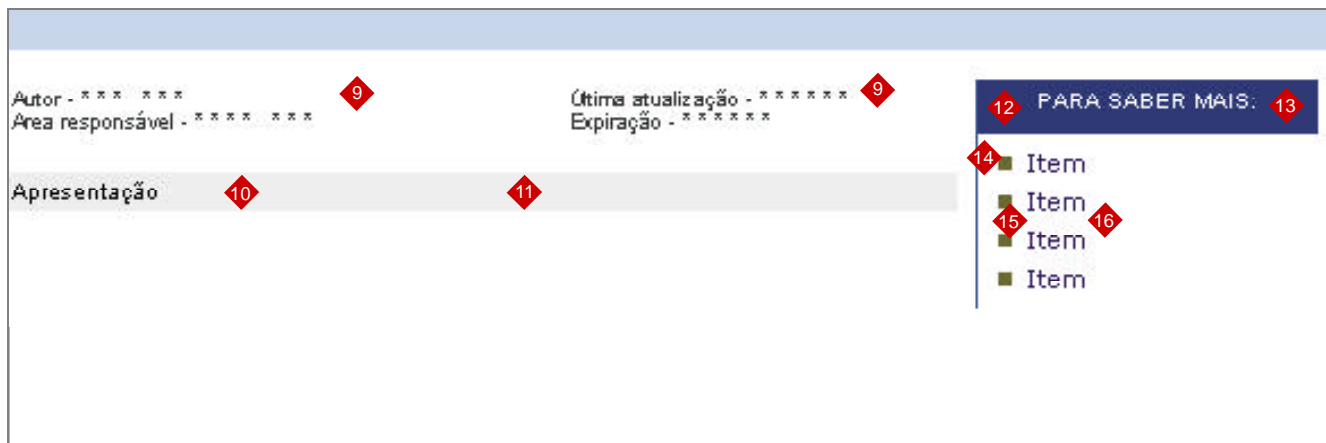 Autor - * * *  * * * 9
Area responsável - * * * *  * * *
Última atualização - * * * * * * 9
Expiração - * * * * * *
12 PARA SABER MAIS: 13
Apresentação 10 11
14 Item
Item
15 16
Item
Item